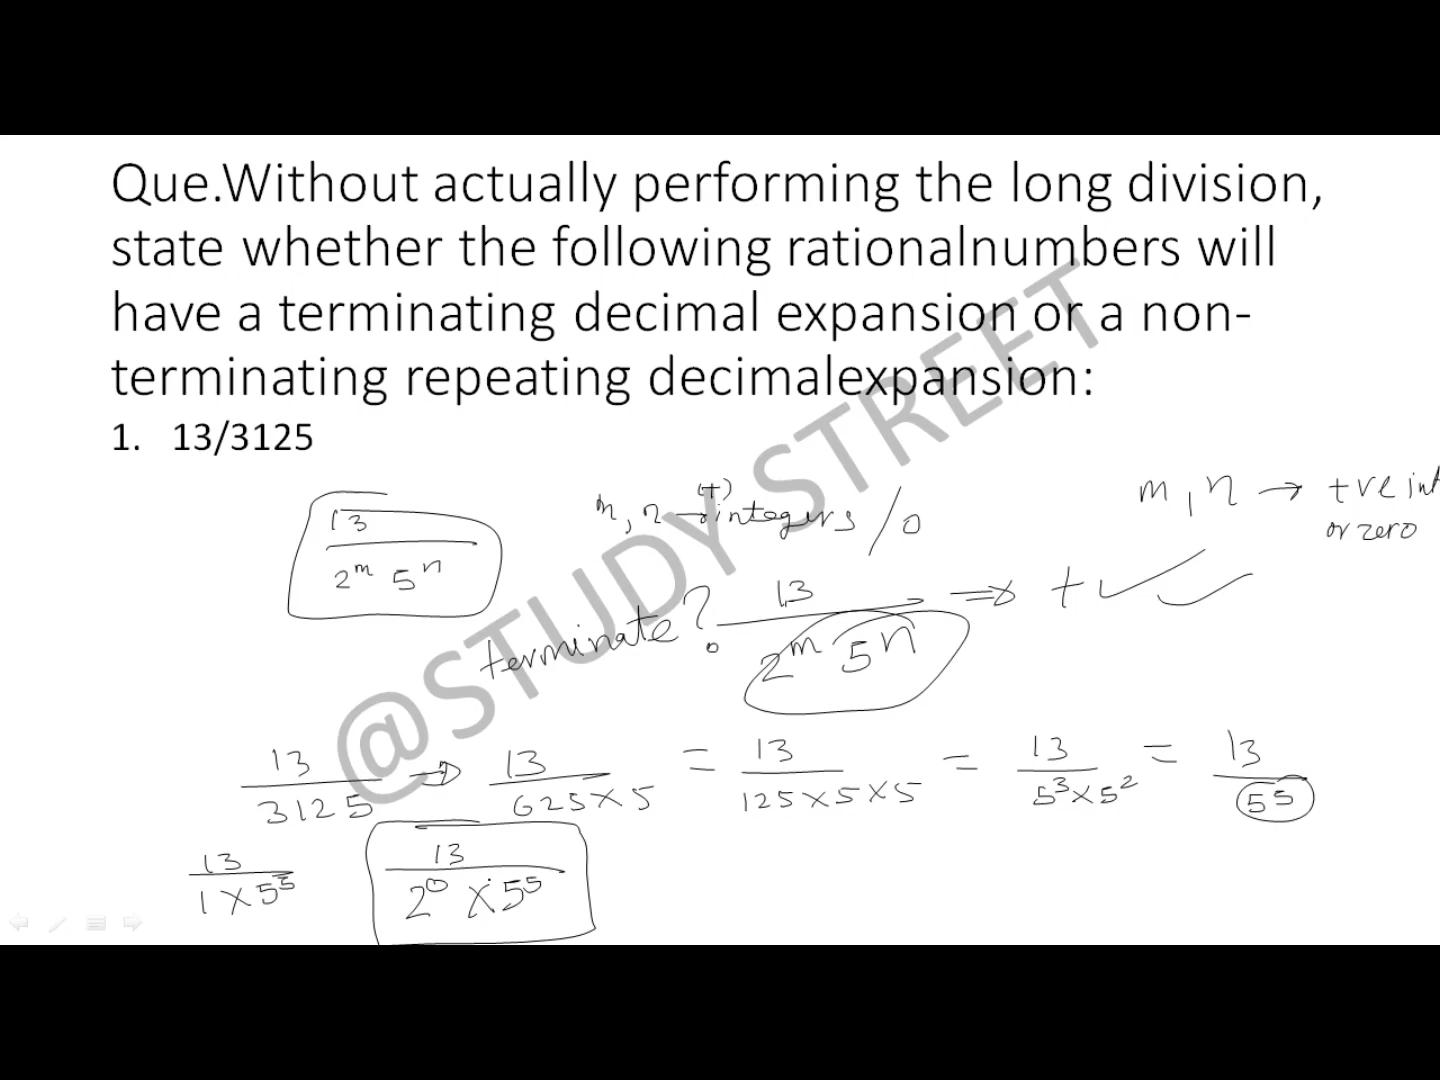 Que.Without actually performing the long division,
state whether the following rationalnumbers will
have a terminating decimal expansion or a non-
terminating repeating decimalexpansion:
1. 13/3125
@STUDY STREET
13
2^m 5^n
(+)
m, n → integers / 0
m, n → +ve int
or zero
terminate? 13
2^m 5^n
13/3125 → 13/625×5 = 13/125×5×5 = 13/5^3×5^2 = 13/5^5
13/1×5^5 13/2^0×5^5